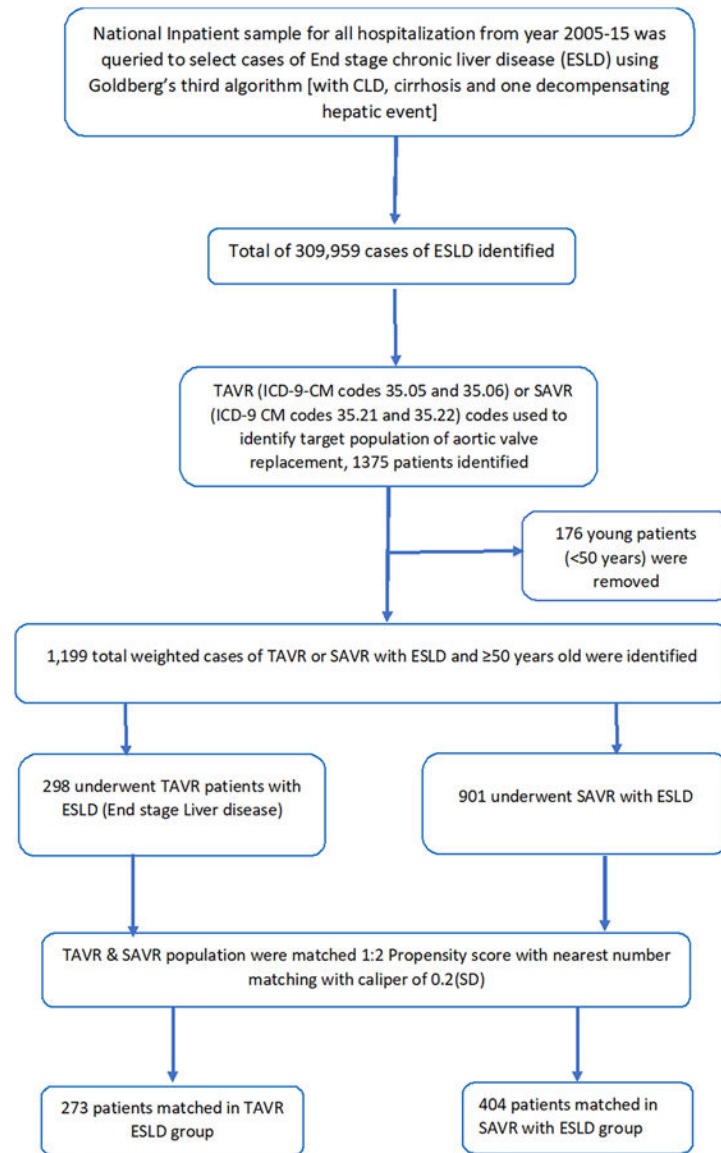 National Inpatient sample for all hospitalization from year 2005-15 was
queried to select cases of End stage chronic liver disease (ESLD) using
Goldberg's third algorithm [with CLD, cirrhosis and one decompensating
hepatic event]
Total of 309,959 cases of ESLD identified
TAVR (ICD-9-CM codes 35.05 and 35.06) or SAVR
(ICD-9 CM codes 35.21 and 35.22) codes used to
identify target population of aortic valve
replacement, 1375 patients identified
176 young patients
(<50 years) were
removed
1,199 total weighted cases of TAVR or SAVR with ESLD and ≥50 years old were identified
298 underwent TAVR patients with
ESLD (End stage Liver disease)
901 underwent SAVR with ESLD
TAVR & SAVR population were matched 1:2 Propensity score with nearest number
matching with caliper of 0.2(SD)
273 patients matched in TAVR
ESLD group
404 patients matched in
SAVR with ESLD group